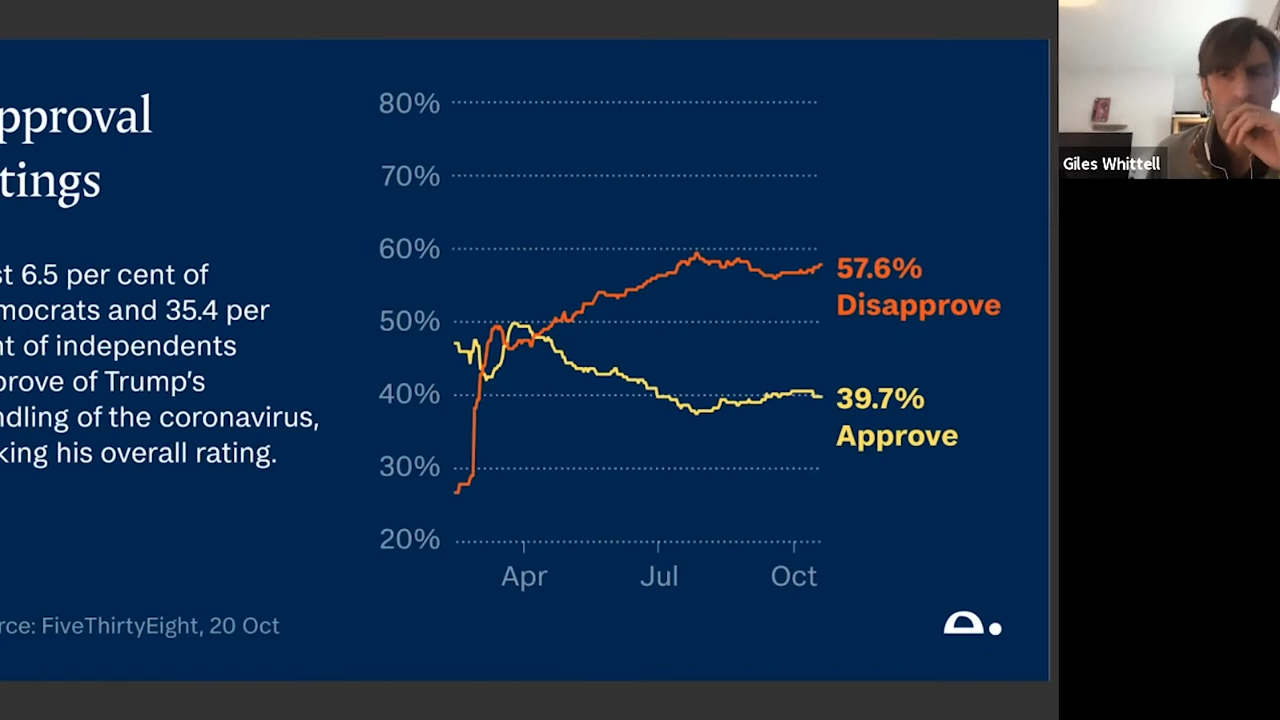 pproval
tings
t 6.5 per cent of
mocrats and 35.4 per
t of independents
prove of Trump's
ndling of the coronavirus,
king his overall rating.
rce: FiveThirtyEight, 20 Oct
80%
70%
60%
50%
40%
30%
20%
Apr Jul Oct
57.6%
Disapprove
39.7%
Approve
Giles Whittell